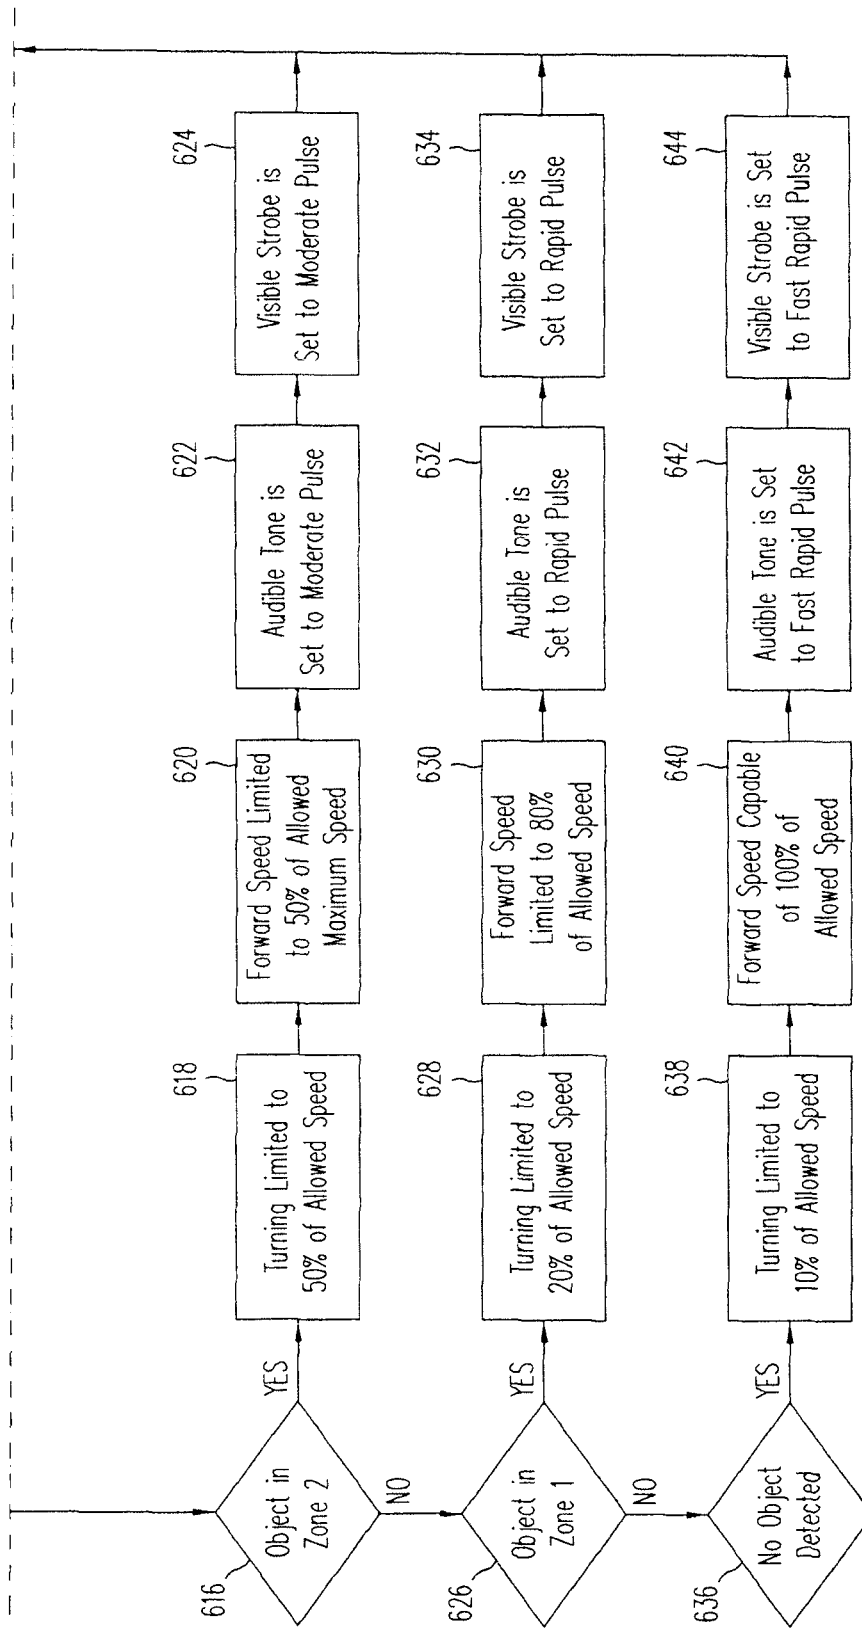 616
Object in
Zone 2
YES
NO
618
Turning Limited to
50% of Allowed Speed
620
Forward Speed Limited
to 50% of Allowed
Maximum Speed
622
Audible Tone is
Set to Moderate Pulse
624
Visible Strobe is
Set to Moderate Pulse
626
Object in
Zone 1
YES
NO
628
Turning Limited to
20% of Allowed Speed
630
Forward Speed
Limited to 80%
of Allowed Speed
632
Audible Tone is
Set to Rapid Pulse
634
Visible Strobe is
Set to Rapid Pulse
636
No Object
Detected
YES
638
Turning Limited to
10% of Allowed Speed
640
Forward Speed Capable
of 100% of
Allowed Speed
642
Audible Tone is Set
to Fast Rapid Pulse
644
Visible Strobe is Set
to Fast Rapid Pulse